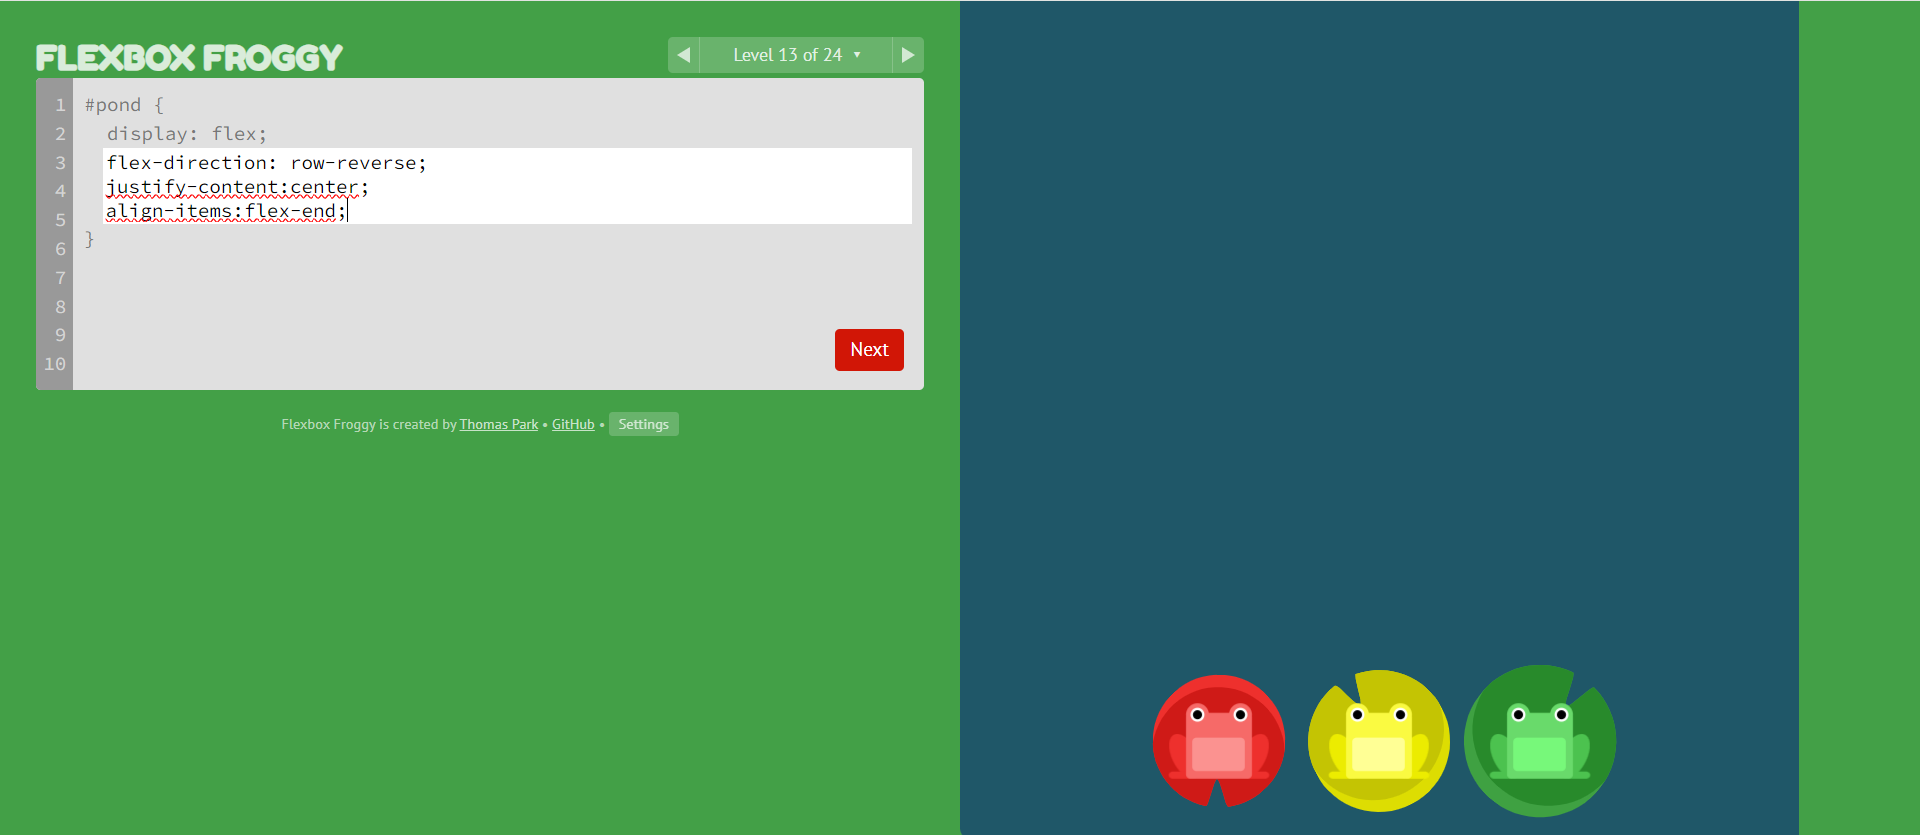 FLEXBOX FROGGY
◀ Level 13 of 24 ▾ ▶
1 #pond {
2 display: flex;
3 flex-direction: row-reverse;
4 justify-content:center;
5 align-items:flex-end;
6 }
7
8
9
10
Next
Flexbox Froggy is created by Thomas Park • GitHub • Settings